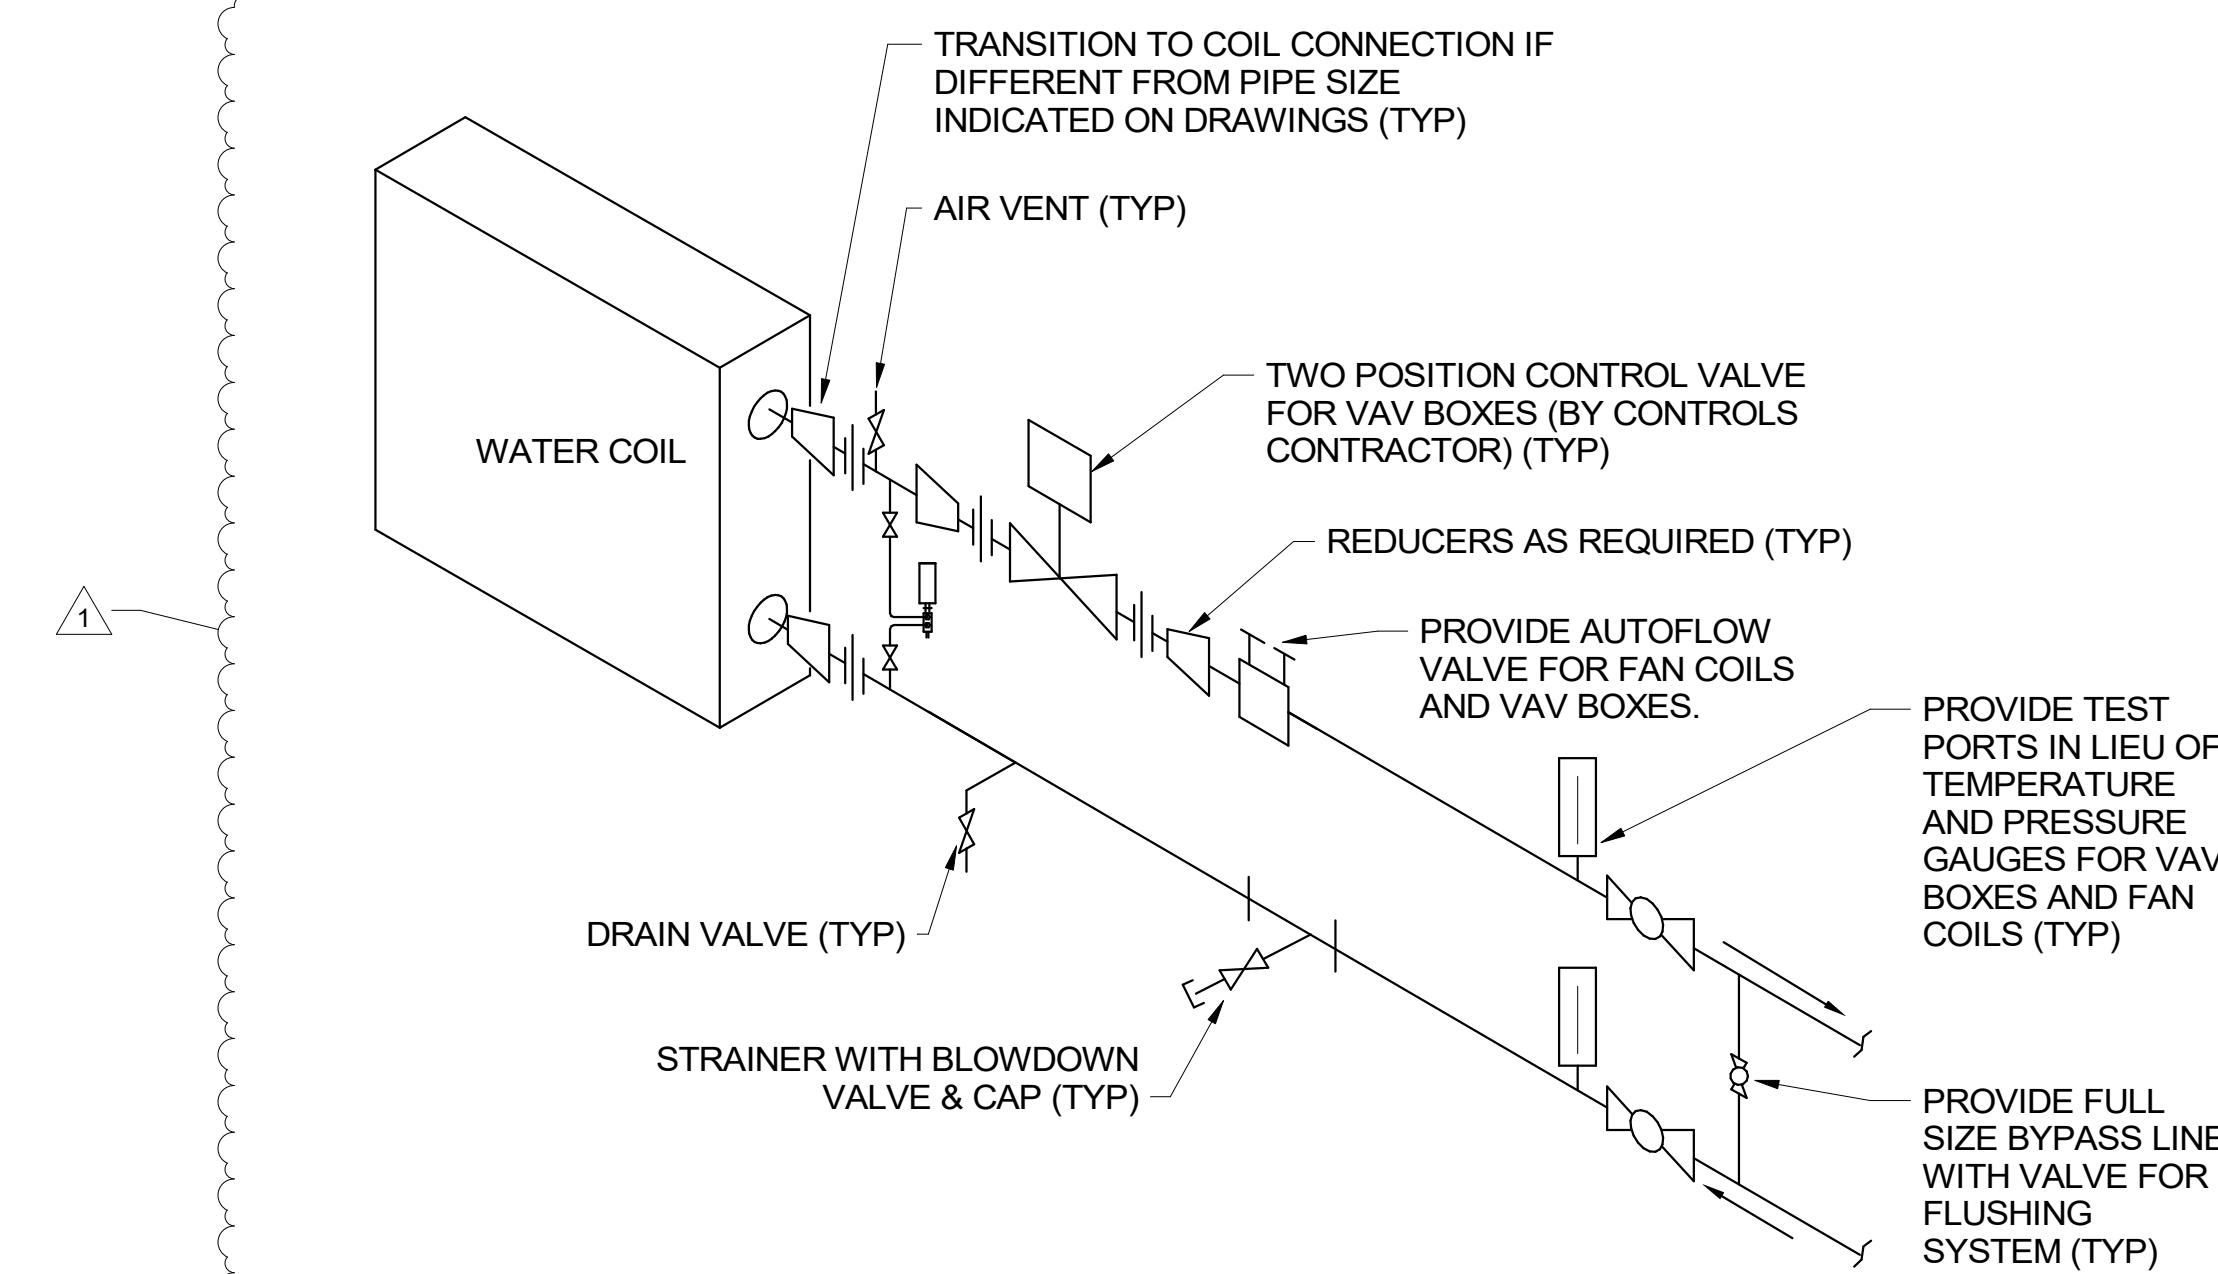 TRANSITION TO COIL CONNECTION IF
DIFFERENT FROM PIPE SIZE
INDICATED ON DRAWINGS (TYP)
AIR VENT (TYP)
TWO POSITION CONTROL VALVE
FOR VAV BOXES (BY CONTROLS
CONTRACTOR) (TYP)
WATER COIL
REDUCERS AS REQUIRED (TYP)
1
PROVIDE AUTOFLOW
VALVE FOR FAN COILS
AND VAV BOXES.
PROVIDE TEST
PORTS IN LIEU OF
TEMPERATURE
AND PRESSURE
GAUGES FOR VAV
BOXES AND FAN
COILS (TYP)
DRAIN VALVE (TYP)
STRAINER WITH BLOWDOWN
VALVE & CAP (TYP)
PROVIDE FULL
SIZE BYPASS LINE
WITH VALVE FOR
FLUSHING
SYSTEM (TYP)